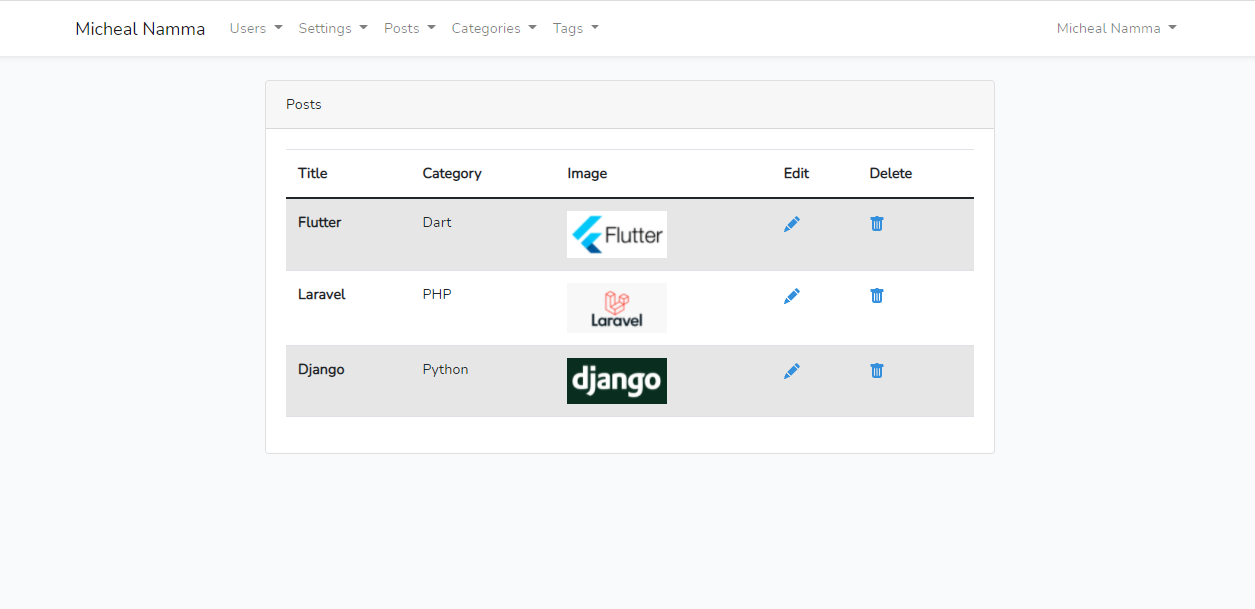 Micheal Namma Users Settings Posts Categories Tags Micheal Namma
Posts
Title Category Image Edit Delete
Flutter Dart Flutter
Laravel PHP Laravel
Django Python django